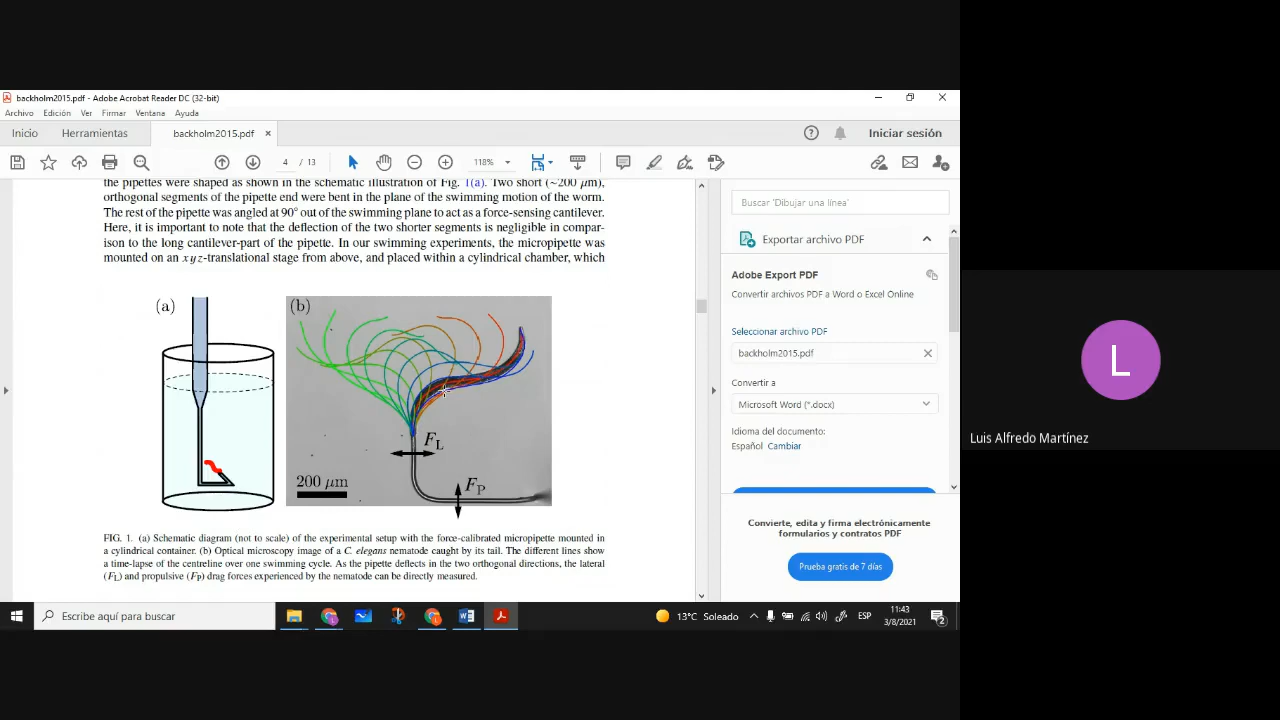 backholm2015.pdf - Adobe Acrobat Reader DC (32-bit)
Archivo Edición Ver Firmar Ventana Ayuda
Inicio Herramientas backholm2015.pdf × Iniciar sesión
4 / 13 118%
the pipettes were shaped as shown in the schematic illustration of Fig. 1(a). Two short (~200 μm),
orthogonal segments of the pipette end were bent in the plane of the swimming motion of the worm.
The rest of the pipette was angled at 90° out of the swimming plane to act as a force-sensing cantilever.
Here, it is important to note that the deflection of the two shorter segments is negligible in compar-
ison to the long cantilever-part of the pipette. In our swimming experiments, the micropipette was
mounted on an xyz-translational stage from above, and placed within a cylindrical chamber, which
(a) (b)
F_L
200 μm
F_P
FIG. 1. (a) Schematic diagram (not to scale) of the experimental setup with the force-calibrated micropipette mounted in
a cylindrical container. (b) Optical microscopy image of a C. elegans nematode caught by its tail. The different lines show
a time-lapse of the centreline over one swimming cycle. As the pipette deflects in the two orthogonal directions, the lateral
(F_L) and propulsive (F_P) drag forces experienced by the nematode can be directly measured.
Buscar 'Dibujar una línea'
Exportar archivo PDF
Adobe Export PDF
Convertir archivos PDF a Word o Excel Online
Seleccionar archivo PDF
backholm2015.pdf
Convertir a
Microsoft Word (*.docx)
Idioma del documento:
Español Cambiar
Convierte, edita y firma electrónicamente
formularios y contratos PDF
Prueba gratis de 7 días
Escribe aquí para buscar
13°C Soleado
ESP
11:43
3/8/2021
2
L
Luis Alfredo Martínez